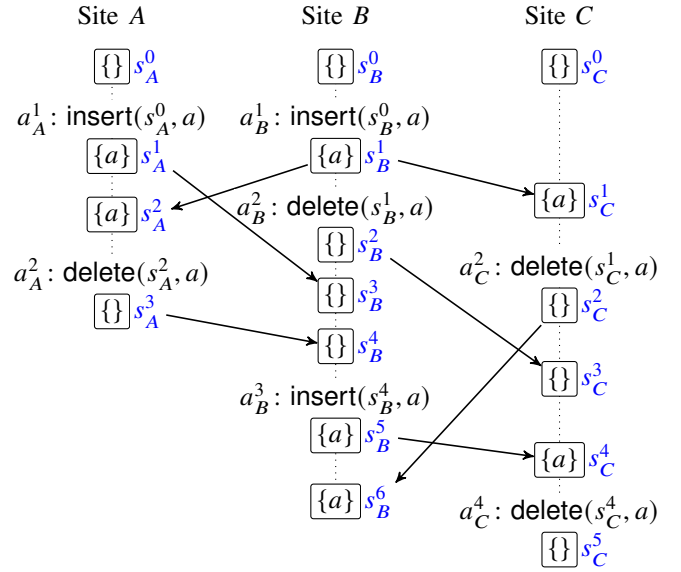 Site A Site B Site C
{} s_A^0 {} s_B^0 {} s_C^0
a_A^1: insert(s_A^0, a) a_B^1: insert(s_B^0, a)
{a} s_A^1 {a} s_B^1
{a} s_C^1
{a} s_A^2 a_B^2: delete(s_B^1, a)
{} s_B^2
a_A^2: delete(s_A^2, a) a_C^2: delete(s_C^1, a)
{} s_B^3
{} s_A^3 {} s_C^2
{} s_B^4
{} s_C^3
a_B^3: insert(s_B^4, a)
{a} s_B^5
{a} s_C^4
{a} s_B^6
a_C^4: delete(s_C^4, a)
{} s_C^5